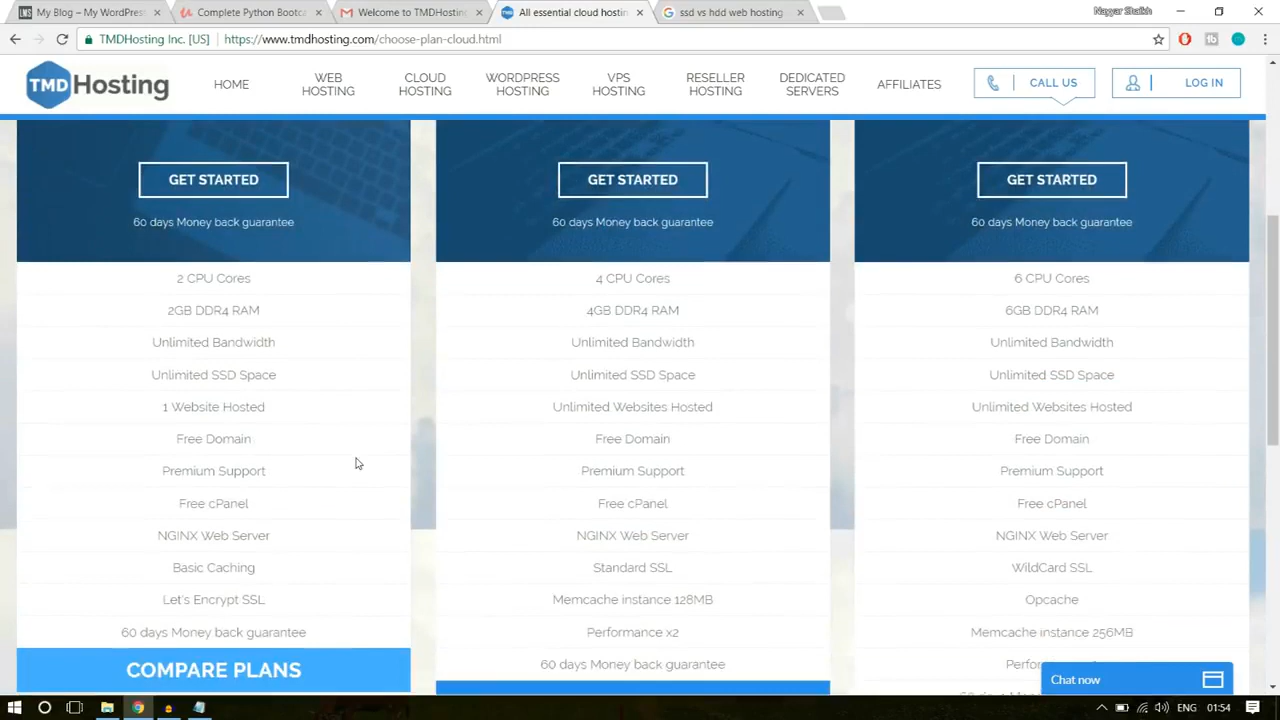 My Blog – My WordPress
Complete Python Bootca
Welcome to TMDHosting
All essential cloud hostin
ssd vs hdd web hosting
Nayyar Shaikh
TMDHosting Inc. [US]
https://www.tmdhosting.com/choose-plan-cloud.html
TMDHosting
HOME
WEB HOSTING
CLOUD HOSTING
WORDPRESS HOSTING
VPS HOSTING
RESELLER HOSTING
DEDICATED SERVERS
AFFILIATES
CALL US
LOG IN
GET STARTED
60 days Money back guarantee
2 CPU Cores
2GB DDR4 RAM
Unlimited Bandwidth
Unlimited SSD Space
1 Website Hosted
Free Domain
Premium Support
Free cPanel
NGINX Web Server
Basic Caching
Let's Encrypt SSL
60 days Money back guarantee
COMPARE PLANS
GET STARTED
60 days Money back guarantee
4 CPU Cores
4GB DDR4 RAM
Unlimited Bandwidth
Unlimited SSD Space
Unlimited Websites Hosted
Free Domain
Premium Support
Free cPanel
NGINX Web Server
Standard SSL
Memcache instance 128MB
Performance x2
60 days Money back guarantee
GET STARTED
60 days Money back guarantee
6 CPU Cores
6GB DDR4 RAM
Unlimited Bandwidth
Unlimited SSD Space
Unlimited Websites Hosted
Free Domain
Premium Support
Free cPanel
NGINX Web Server
WildCard SSL
Opcache
Memcache instance 256MB
Perfo
Chat now
ENG
01:54